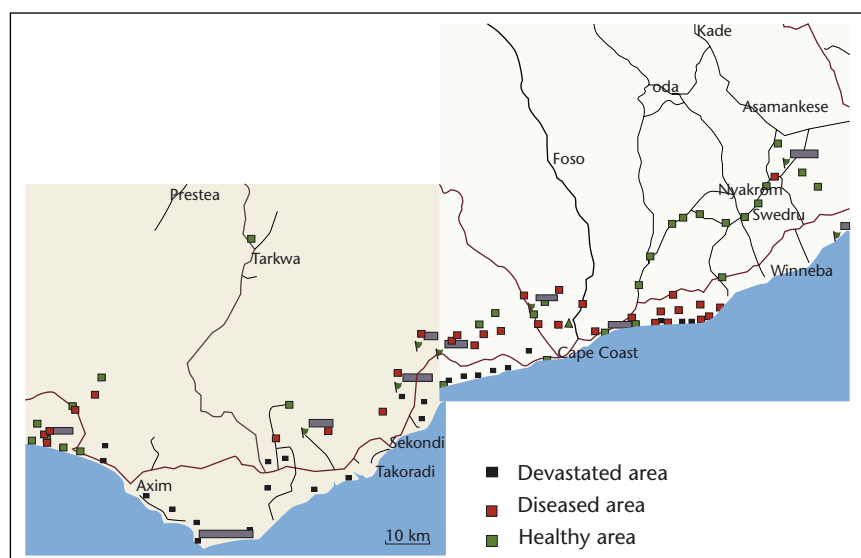 Kade
oda
Asamankese
Foso
Nyakrom
Prestea
Swedru
Tarkwa
Winneba
Cape Coast
Sekondi
Takoradi
Axim
10 km
Devastated area
Diseased area
Healthy area